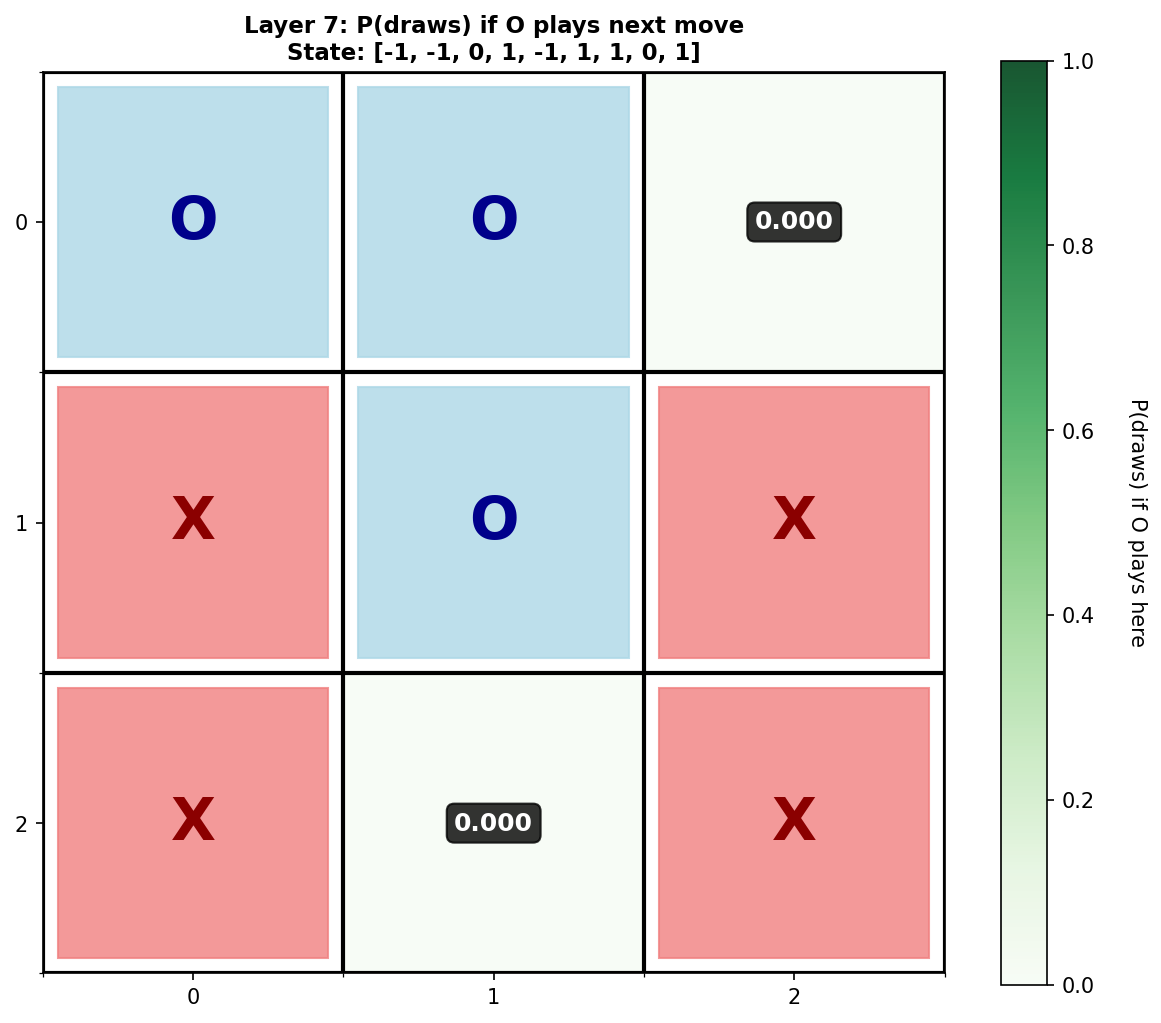 Layer 7: P(draws) if O plays next move
State: [-1, -1, 0, 1, -1, 1, 1, 0, 1]
O
O
0.000
X
O
X
X
0.000
X
0
1
2
0
1
2
1.0
0.8
0.6
0.4
0.2
0.0
P(draws) if O plays here